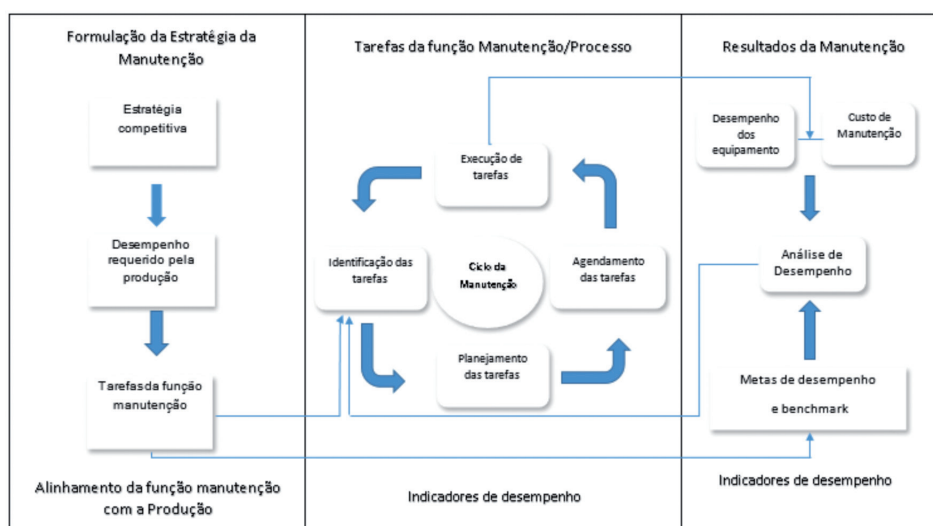 Formulação da Estratégia da
Manutenção
Estratégia
competitiva
Desempenho
requerido pela
produção
Tarefas da função
manutenção
Alinhamento da função manutenção
com a Produção
Tarefas da função Manutenção/Processo
Execução de
tarefas
Identificação das
tarefas
Ciclo da
Manutenção
Agendamento
das tarefas
Planejamento
das tarefas
Indicadores de desempenho
Resultados da Manutenção
Desempenho
dos
equipamento
Custo de
Manutenção
Análise de
Desempenho
Metas de desempenho
e benchmark
Indicadores de desempenho